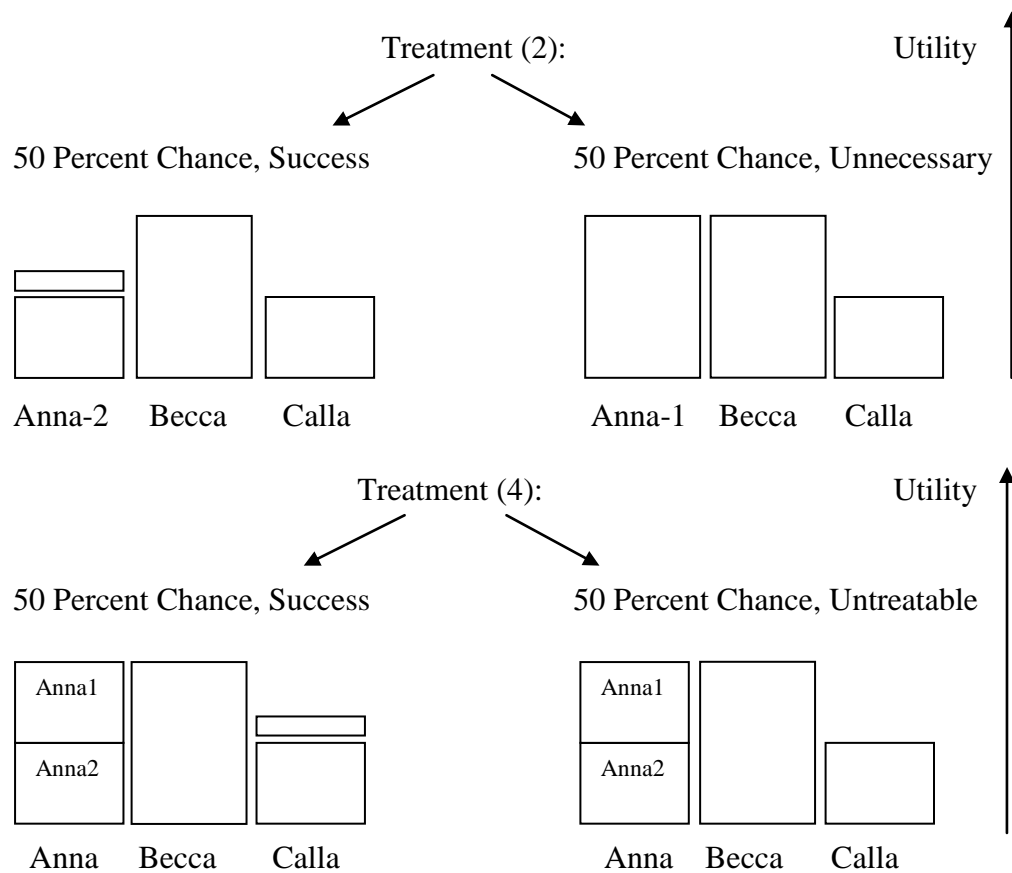 Treatment (2): Utility
50 Percent Chance, Success 50 Percent Chance, Unnecessary
Anna-2 Becca Calla Anna-1 Becca Calla
Treatment (4): Utility
50 Percent Chance, Success 50 Percent Chance, Untreatable
Anna1 Anna1
Anna2 Anna2
Anna Becca Calla Anna Becca Calla